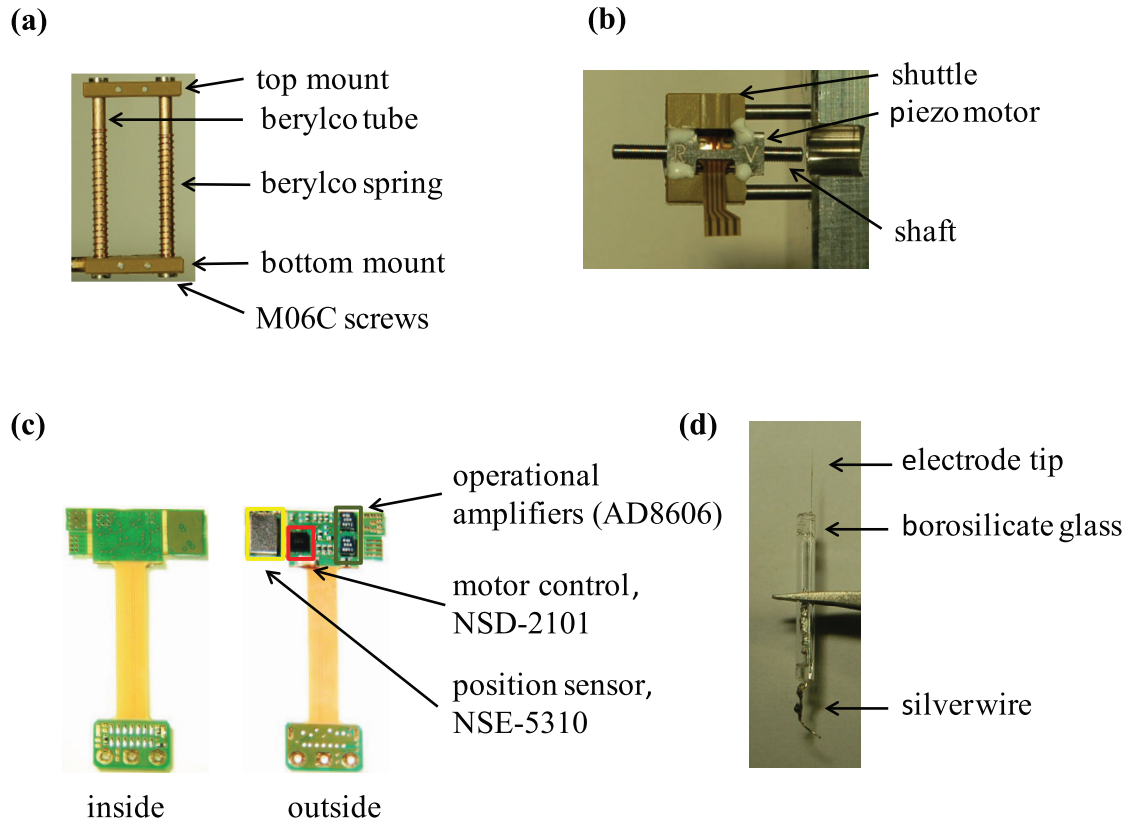 (a)
top mount
berylco tube
berylco spring
bottom mount
M06C screws
(b)
shuttle
piezo motor
shaft
R V
(c)
operational
amplifiers (AD8606)
motor control,
NSD-2101
position sensor,
NSE-5310
inside
outside
(d)
electrode tip
borosilicate glass
silverwire